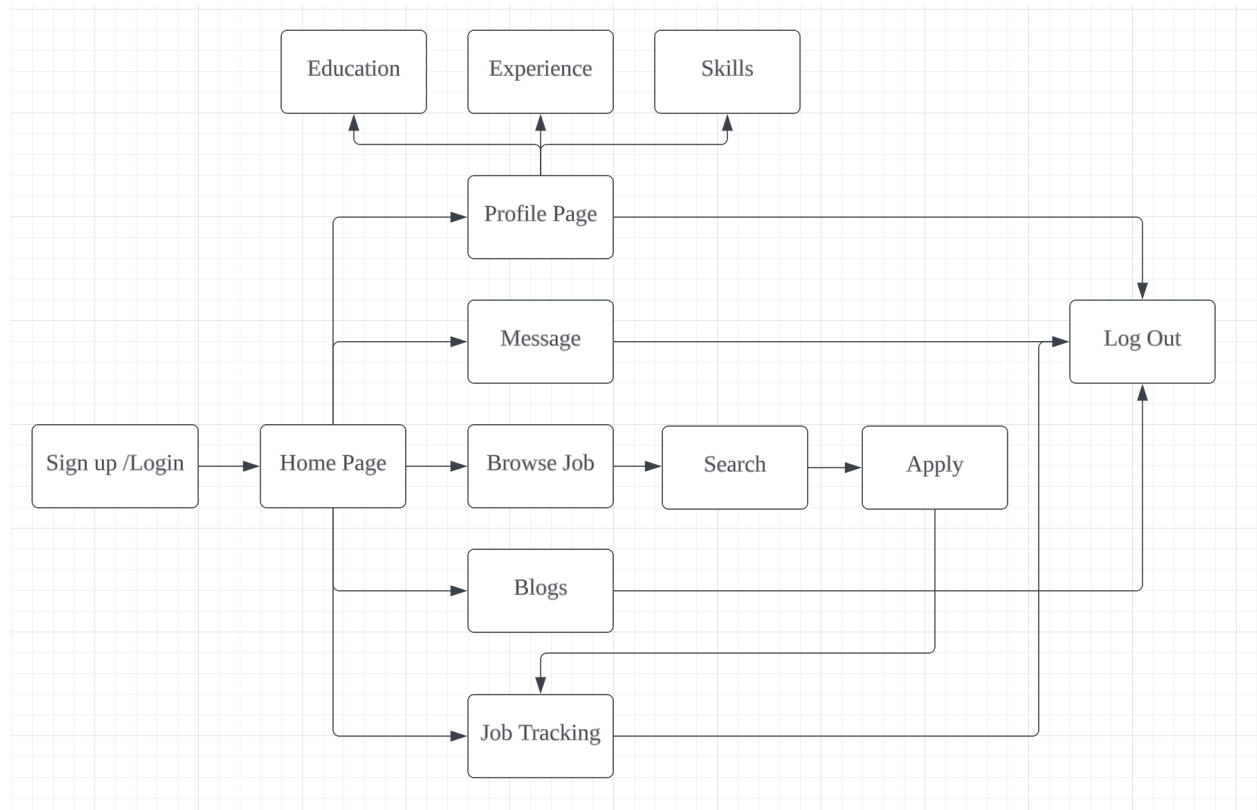 Education
Experience
Skills
Profile Page
Message
Log Out
Sign up /Login
Home Page
Browse Job
Search
Apply
Blogs
Job Tracking